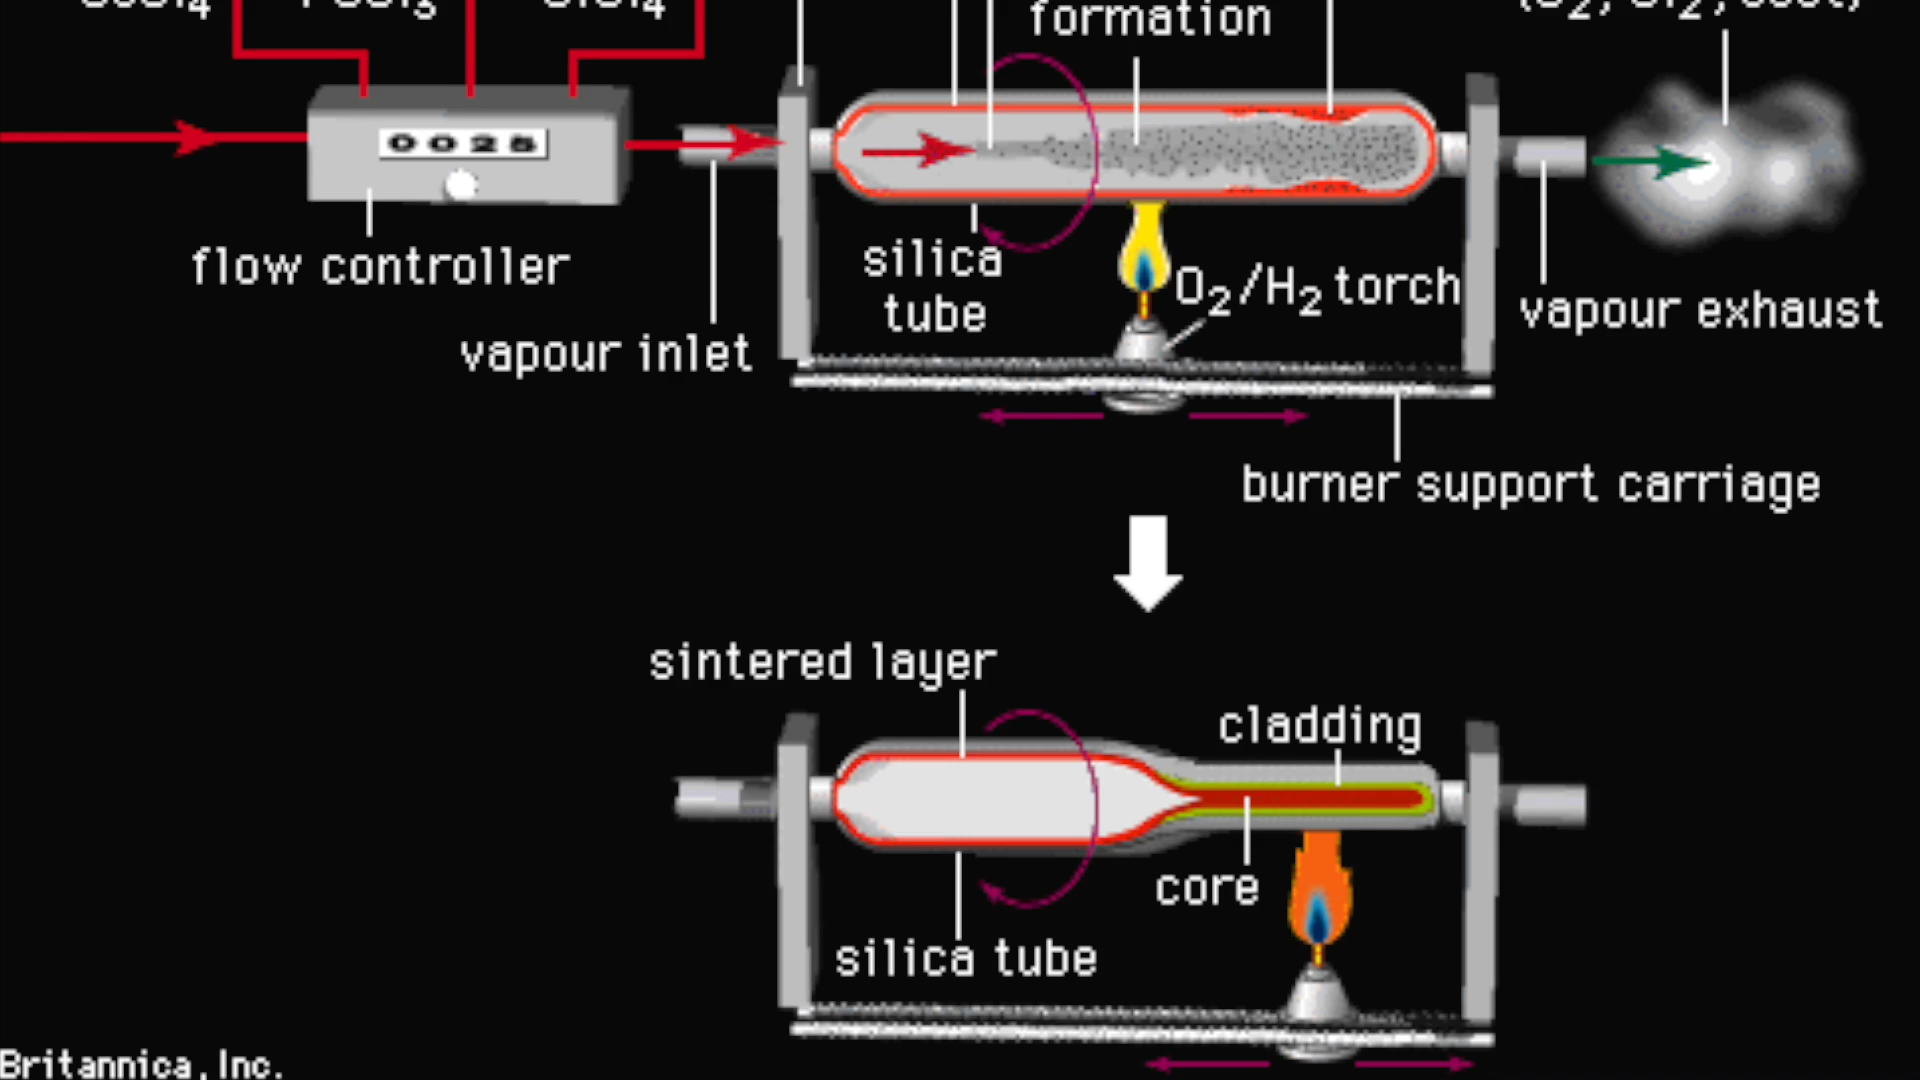 formation
0025
flow controller
silica
tube
O₂/H₂ torch
vapour exhaust
vapour inlet
burner support carriage
sintered layer
cladding
core
silica tube
Britannica, Inc.